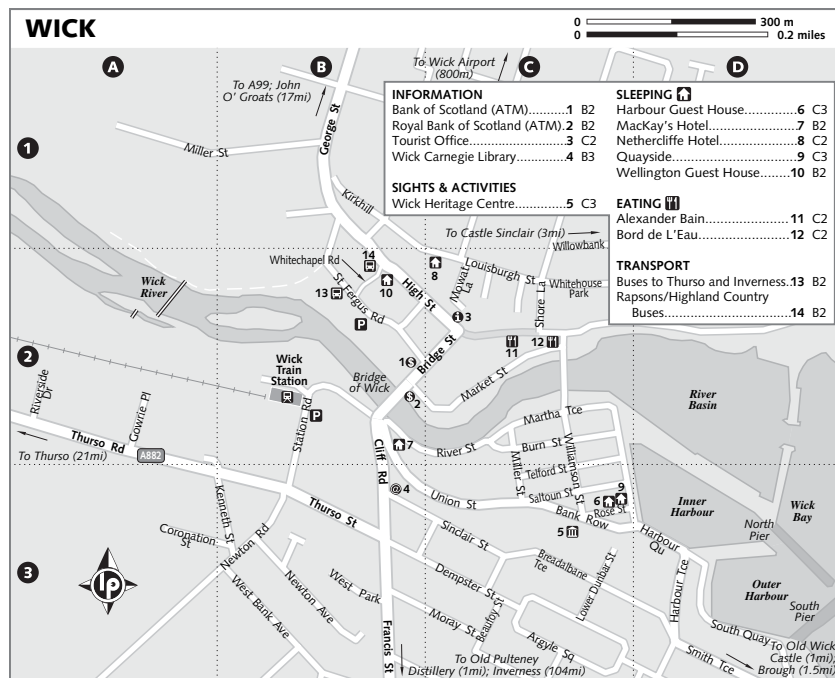 WICK
0 300 m
0 0.2 miles
A
B
C
D
To Wick Airport
(800m)
To A99; John
O' Groats (17mi)
INFORMATION
Bank of Scotland (ATM)..........1 B2
Royal Bank of Scotland (ATM).2 B2
Tourist Office..........................3 C2
Wick Carnegie Library.............4 B3
SIGHTS & ACTIVITIES
Wick Heritage Centre..............5 C3
SLEEPING
Harbour Guest House..............6 C3
MacKay's Hotel.......................7 B2
Nethercliffe Hotel....................8 C2
Quayside................................9 C3
Wellington Guest House.......10 B2
EATING
Alexander Bain.....................11 C2
Bord de L'Eau.......................12 C2
TRANSPORT
Buses to Thurso and Inverness.13 B2
Rapsons/Highland Country
Buses.................................14 B2
1
George St
Miller St
Kirkhill
To Castle Sinclair (3mi)
Willowbank
14
Whitechapel Rd
Louisburgh St
Whitehouse
Park
Wick
River
8
Mowat La
Shore La
13
10
St Fergus Rd
High St
P
3
2
Wick
Train
Station
Bridge
of Wick
1
Bridge St
11
12
Market St
2
River
Basin
Riverside
Dr
Gowrie Pl
P
Station Rd
Martha Tce
Thurso Rd
A882
To Thurso (21mi)
Cliff Rd
7
River St
Burn St
Miller St
Williamson St
Telford St
4
Union St
Saltoun St
6
9
Rose St
Inner
Harbour
Wick
Bay
Kenneth St
Thurso St
Bank Row
5
North
Pier
Coronation
St
Newton Rd
Sinclair St
Harbour
Qu
3
lp
Breadalbane
Tce
Outer
Harbour
West Park
Newton Ave
Dempster St
Lower Dunbar St
Harbour Tce
West Bank Ave
Moray St
Beaufoy St
South
Pier
South Quay
Francis St
Argyle Sq
Smith Tce
To Old Wick
Castle (1mi);
Brough (1.5mi)
To Old Pulteney
Distillery (1mi); Inverness (104mi)